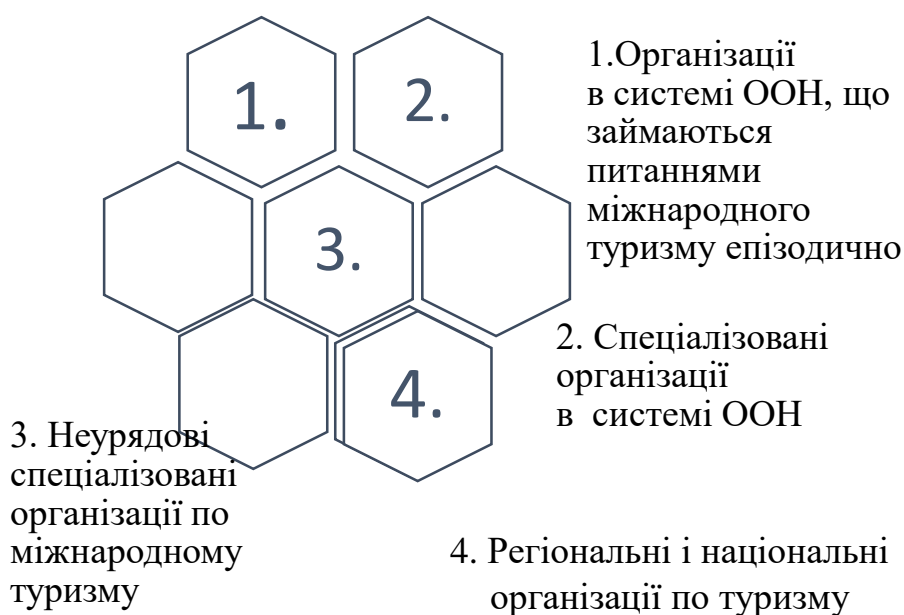 1.
2.
3.
4.
1.Організації
в системі ООН, що
займаються
питаннями
міжнародного
туризму епізодично
2. Спеціалізовані
організації
в системі ООН
3. Неурядові
спеціалізовані
організації по
міжнародному
туризму
4. Регіональні і національні
організації по туризму